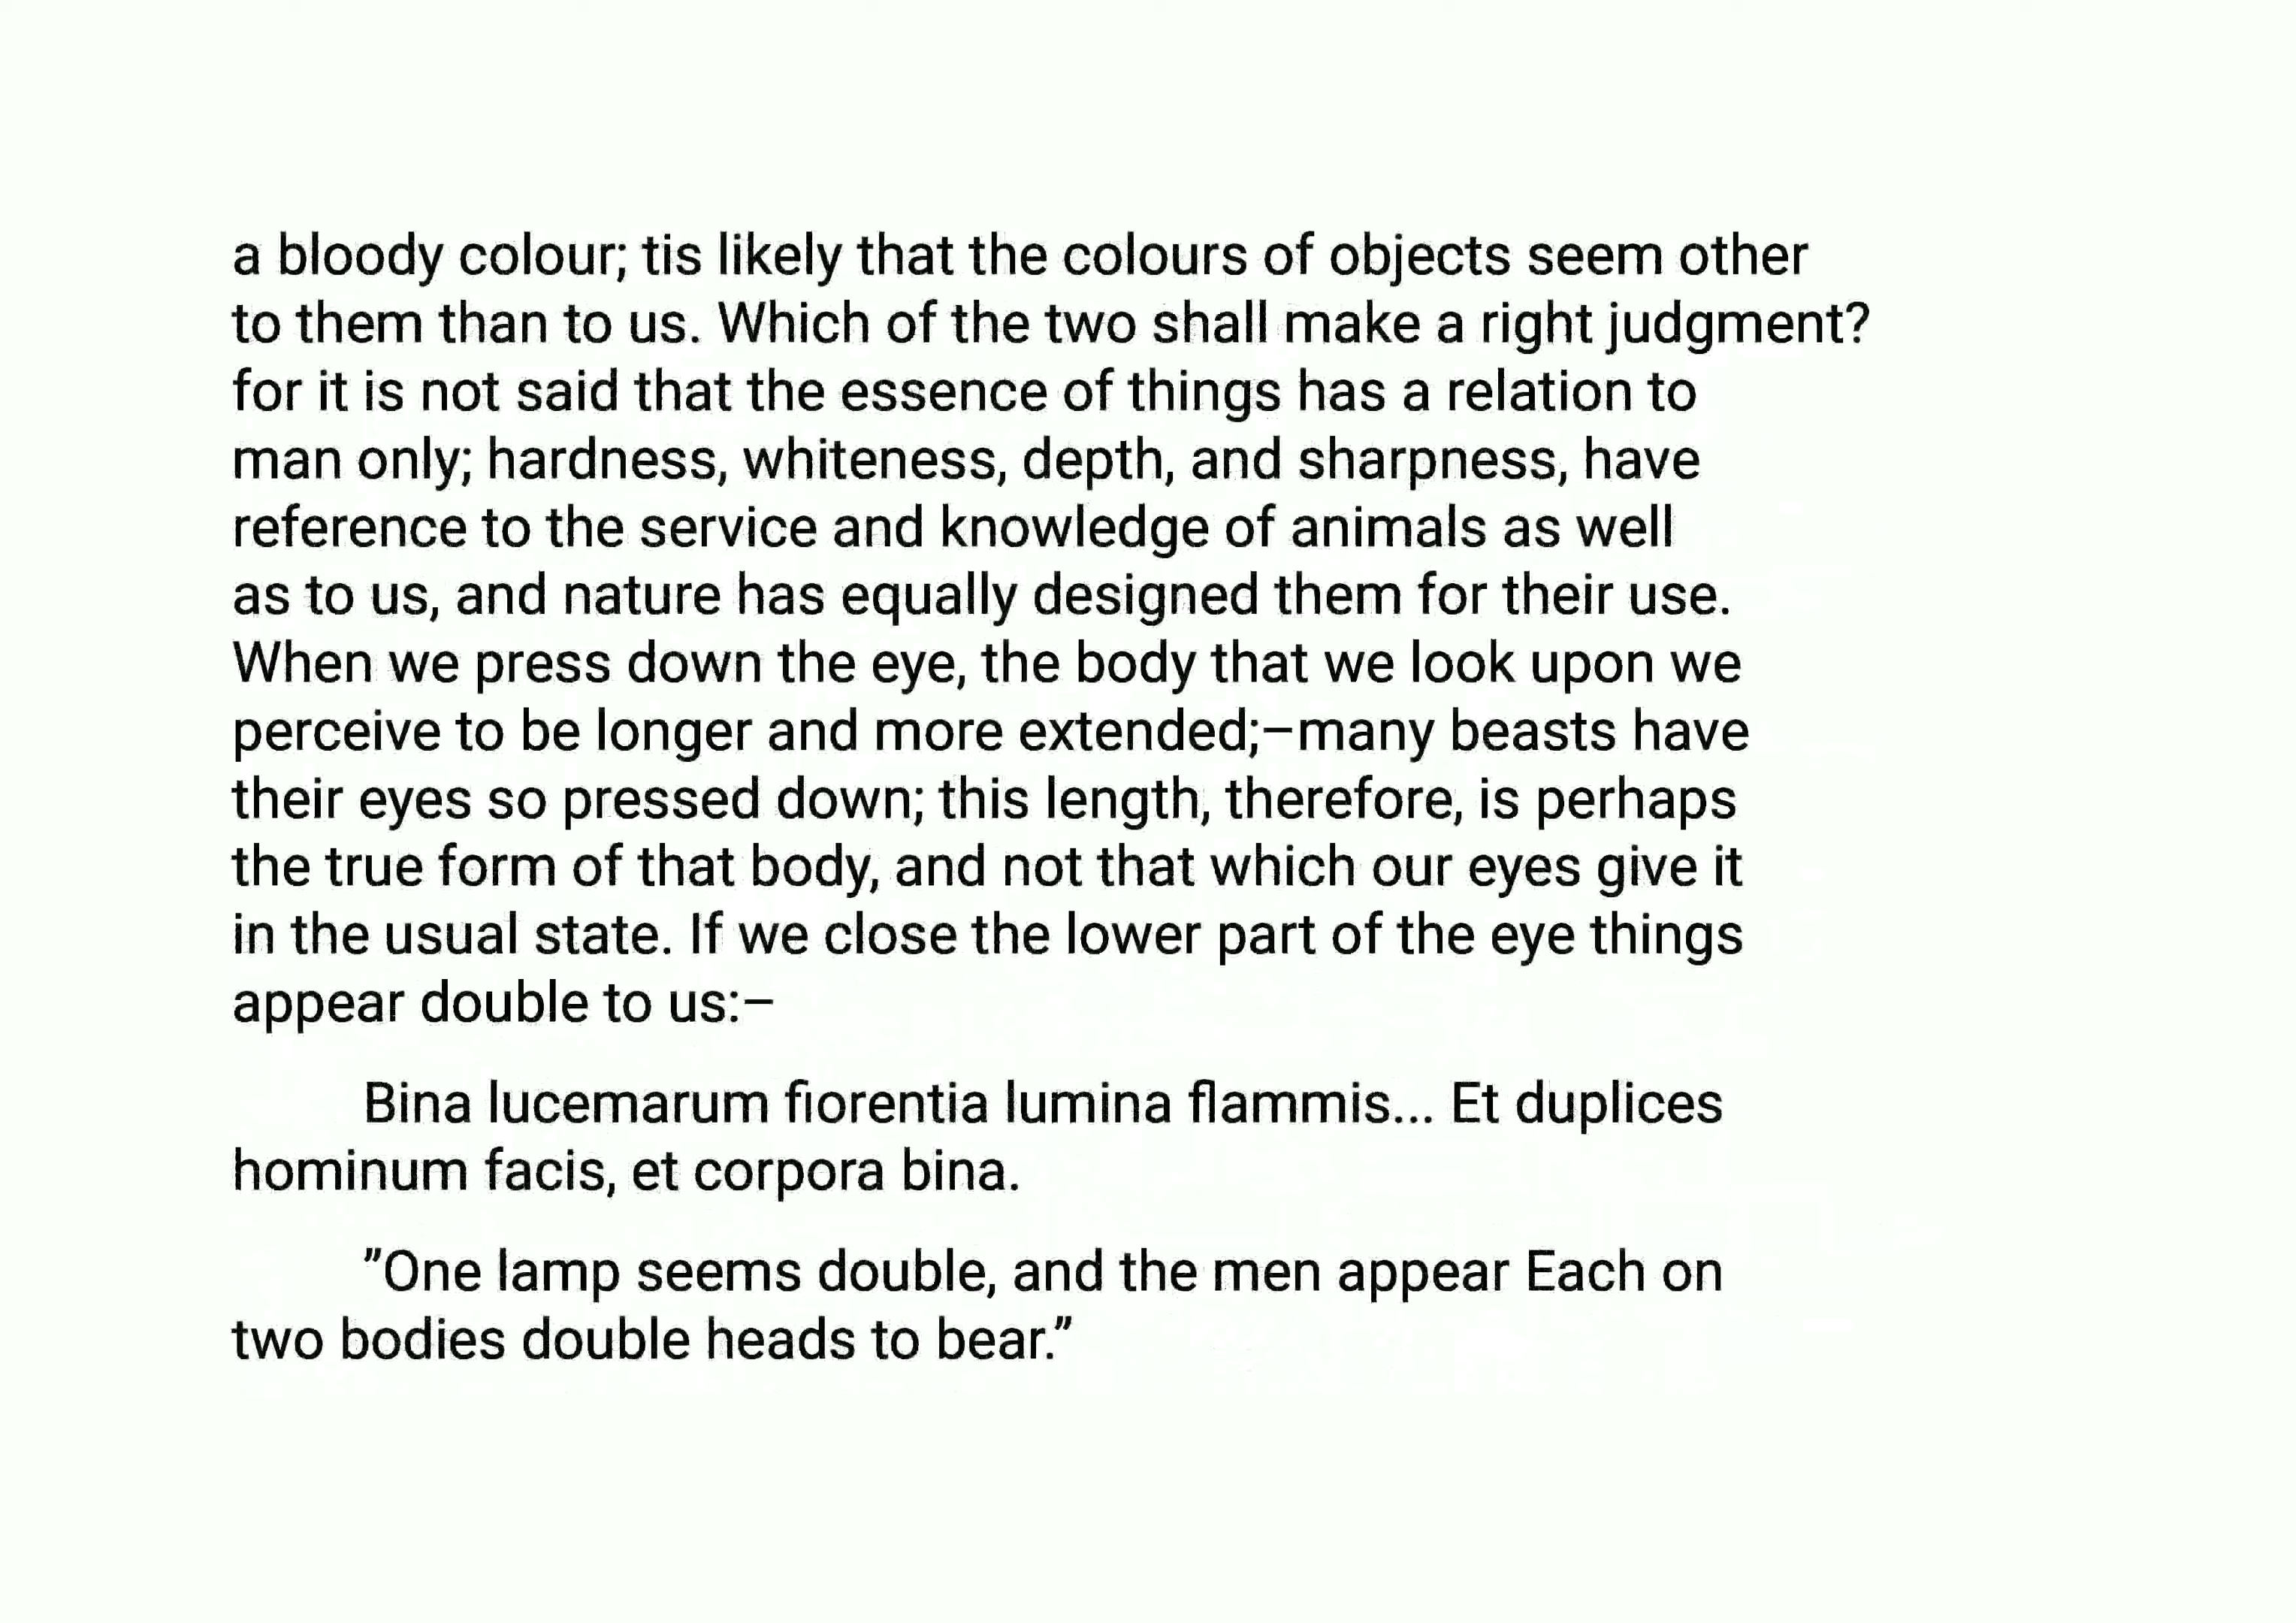 a bloody colour; tis likely that the colours of objects seem other
to them than to us. Which of the two shall make a right judgment?
for it is not said that the essence of things has a relation to
man only; hardness, whiteness, depth, and sharpness, have
reference to the service and knowledge of animals as well
as to us, and nature has equally designed them for their use.
When we press down the eye, the body that we look upon we
perceive to be longer and more extended;–many beasts have
their eyes so pressed down; this length, therefore, is perhaps
the true form of that body, and not that which our eyes give it
in the usual state. If we close the lower part of the eye things
appear double to us:–
Bina lucemarum fiorentia lumina flammis... Et duplices
hominum facis, et corpora bina.
”One lamp seems double, and the men appear Each on
two bodies double heads to bear.”